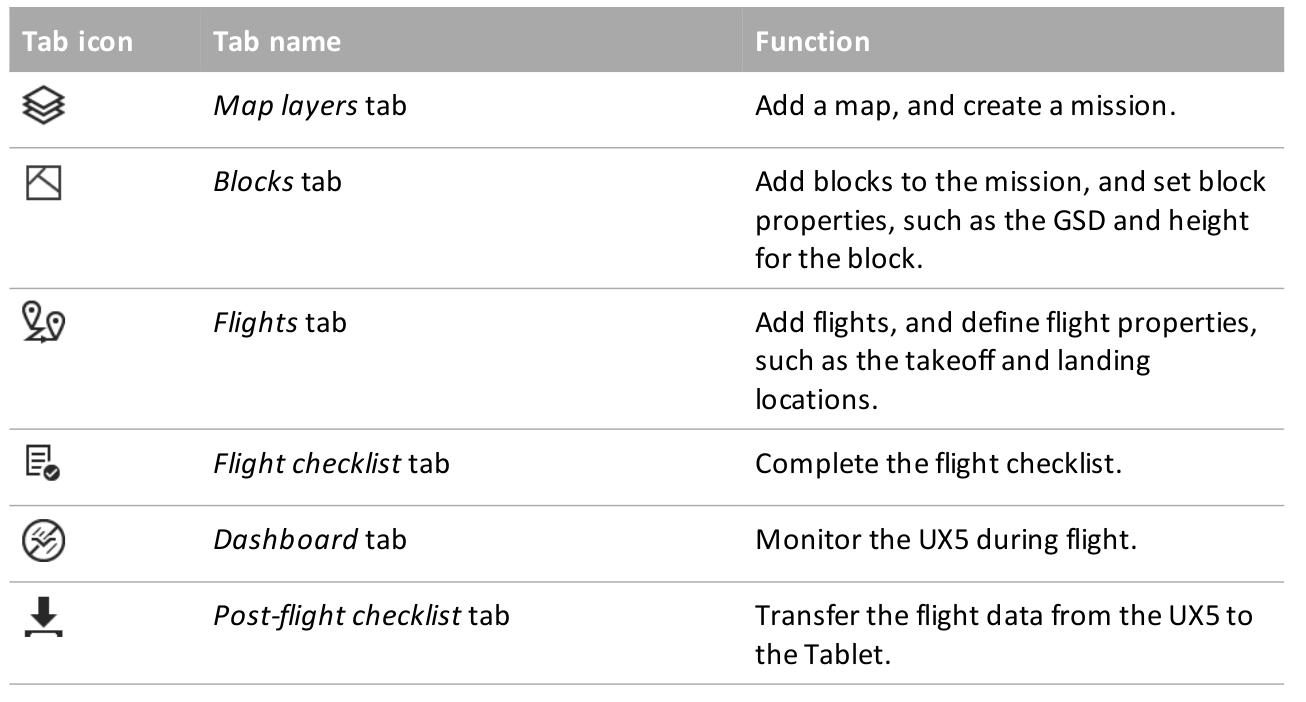 Tab icon Tab name Function
Map layers tab Add a map, and create a mission.
Blocks tab Add blocks to the mission, and set block
properties, such as the GSD and height
for the block.
Flights tab Add flights, and define flight properties,
such as the takeoff and landing
locations.
Flight checklist tab Complete the flight checklist.
Dashboard tab Monitor the UX5 during flight.
Post-flight checklist tab Transfer the flight data from the UX5 to
the Tablet.